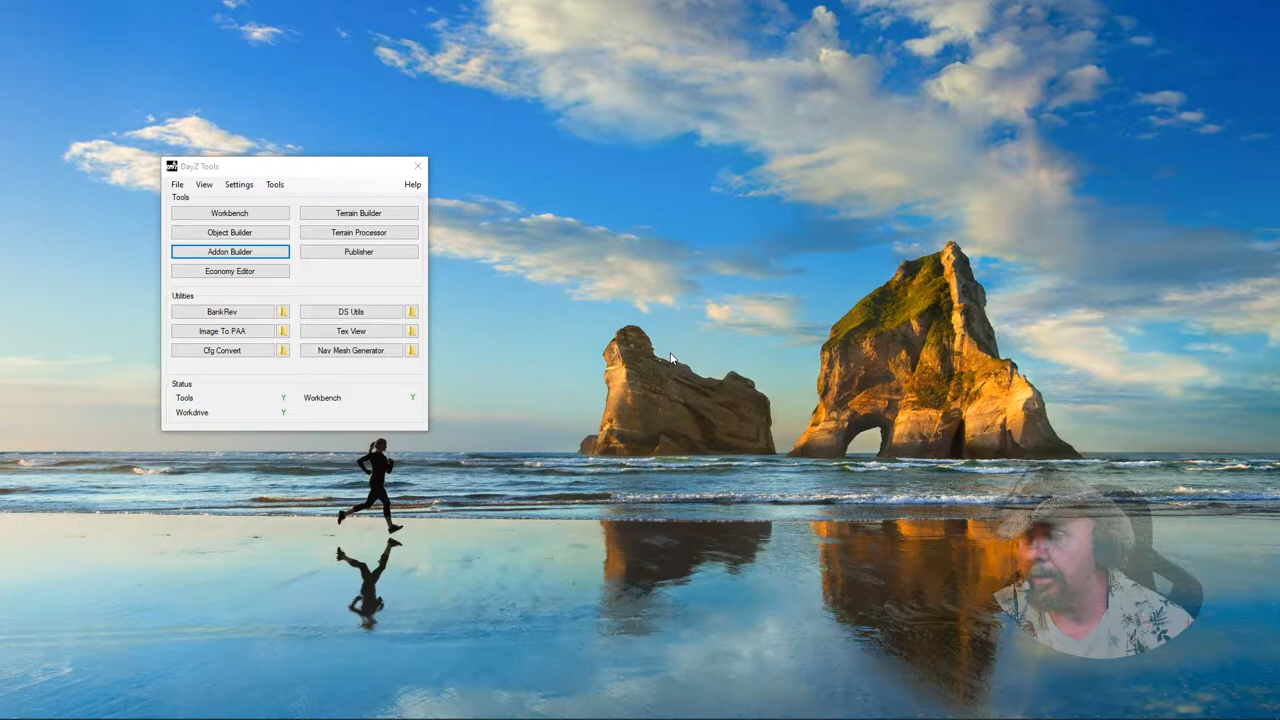 DayZ Tools
File View Settings Tools Help
Tools
Workbench Terrain Builder
Object Builder Terrain Processor
Addon Builder Publisher
Economy Editor
Utilities
BankRev DS Utils
Image To PAA Tex View
Cfg Convert Nav Mesh Generator
Status
Tools Y Workbench Y
Workdrive Y